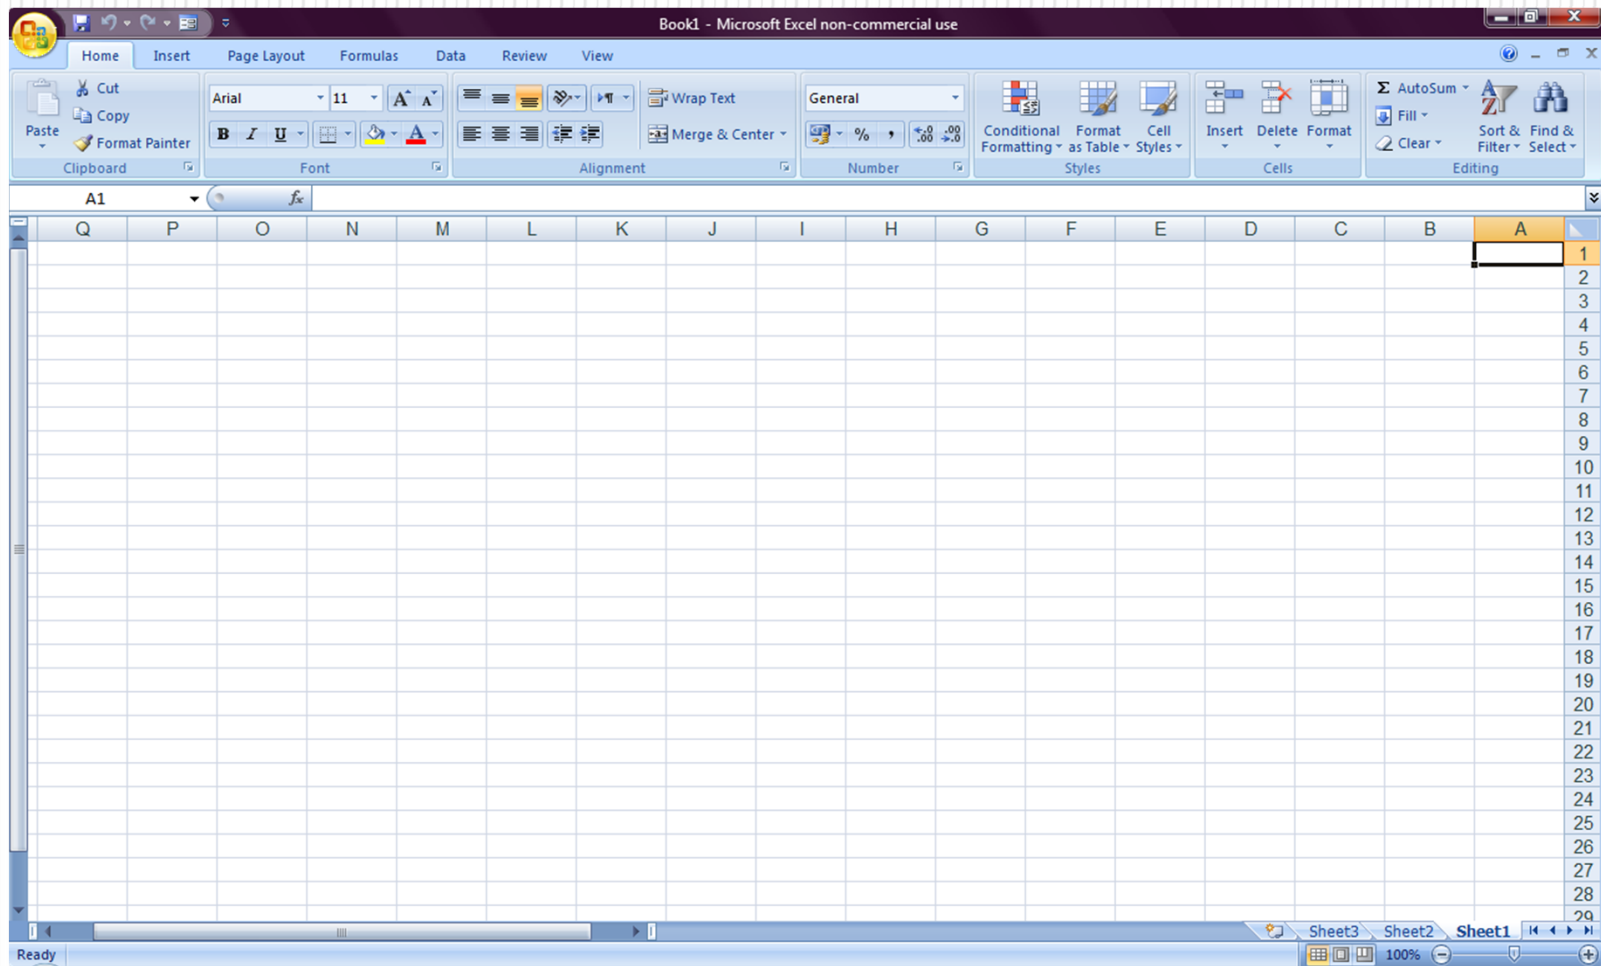 Book1 - Microsoft Excel non-commercial use
Home Insert Page Layout Formulas Data Review View
Paste
Cut
Copy
Format Painter
Clipboard
Arial 11
B I U
Font
Wrap Text
Merge & Center
Alignment
General
% ,
Number
Conditional Formatting
Format as Table
Cell Styles
Styles
Insert Delete Format
Cells
Σ AutoSum
Fill
Clear
Sort & Filter
Find & Select
Editing
A1 fx
Q P O N M L K J I H G F E D C B A
1
2
3
4
5
6
7
8
9
10
11
12
13
14
15
16
17
18
19
20
21
22
23
24
25
26
27
28
29
Sheet3 Sheet2 Sheet1
Ready 100%